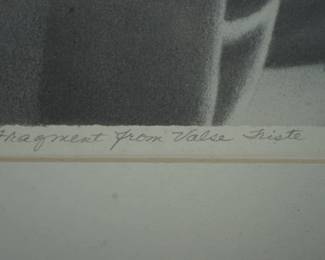 Fragment from Valse Triste